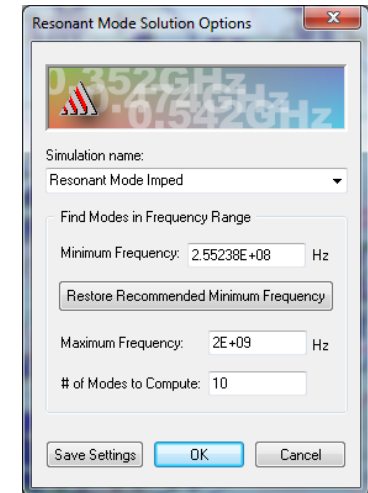 Resonant Mode Solution Options
0.352GHz
0.474GHz
0.542GHz
Simulation name:
Resonant Mode Imped
Find Modes in Frequency Range
Minimum Frequency: 2.55238E+08 Hz
Restore Recommended Minimum Frequency
Maximum Frequency: 2E+09 Hz
# of Modes to Compute: 10
Save Settings OK Cancel